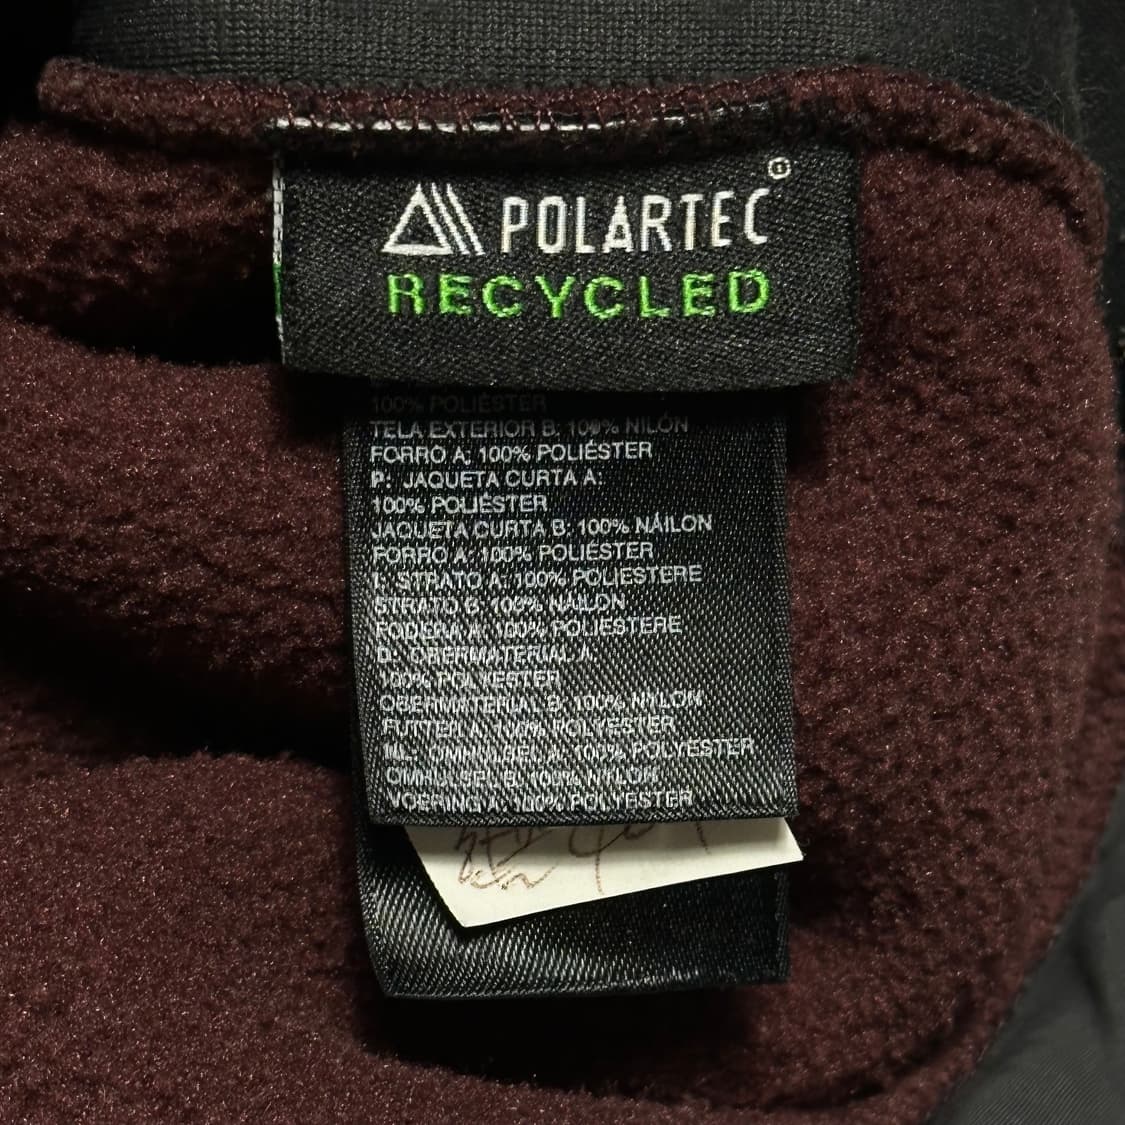 POLARTEC®
RECYCLED
100% POLIÉSTER
TELA EXTERIOR B: 100% NILÓN
FORRO A: 100% POLIÉSTER
P: JAQUETA CURTA A:
100% POLIÉSTER
JAQUETA CURTA B: 100% NÁILON
FORRO A: 100% POLIÉSTER
I: STRATO A: 100% POLIESTERE
STRATO B: 100% NAILON
FODERA A: 100% POLIESTERE
D: OBERMATERIAL A
100% POLYESTER
OBERMATERIAL B: 100% NYLON
FUTTER A: 100% POLYESTER
NL: OMHULSEL A: 100% POLYESTER
OMHULSEL B: 100% NYLON
VOERING A: 100% POLYESTER